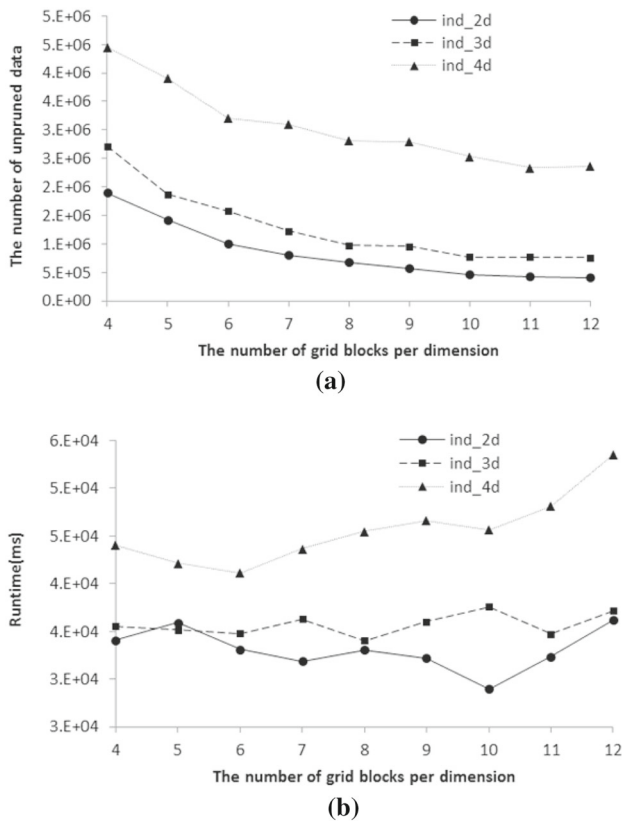 5.E+06
5.E+06
4.E+06
4.E+06
3.E+06
3.E+06
2.E+06
2.E+06
1.E+06
5.E+05
0.E+00
The number of unpruned data
ind_2d
ind_3d
ind_4d
4 5 6 7 8 9 10 11 12
The number of grid blocks per dimension
(a)
6.E+04
5.E+04
5.E+04
4.E+04
4.E+04
3.E+04
3.E+04
Runtime(ms)
ind_2d
ind_3d
ind_4d
4 5 6 7 8 9 10 11 12
The number of grid blocks per dimension
(b)